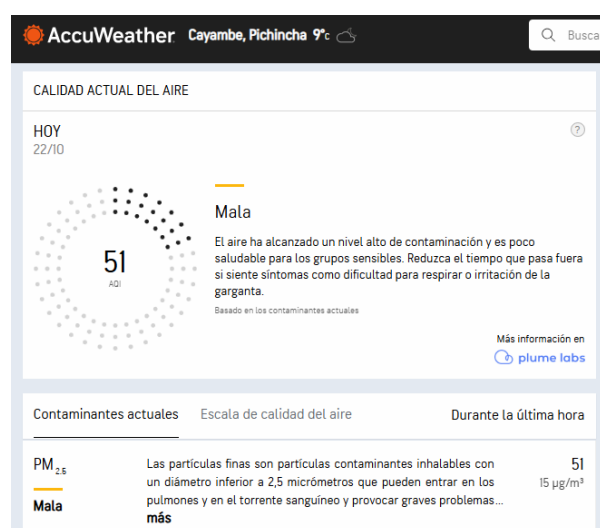 AccuWeather Cayambe, Pichincha 9°c Busca
CALIDAD ACTUAL DEL AIRE
HOY
22/10
?
51
AQI
Mala
El aire ha alcanzado un nivel alto de contaminación y es poco
saludable para los grupos sensibles. Reduzca el tiempo que pasa fuera
si siente síntomas como dificultad para respirar o irritación de la
garganta.
Basado en los contaminantes actuales
Más información en
plume labs
Contaminantes actuales Escala de calidad del aire Durante la última hora
PM 2.5
Mala
Las partículas finas son partículas contaminantes inhalables con
un diámetro inferior a 2,5 micrómetros que pueden entrar en los
pulmones y en el torrente sanguíneo y provocar graves problemas...
más
51
15 µg/m³